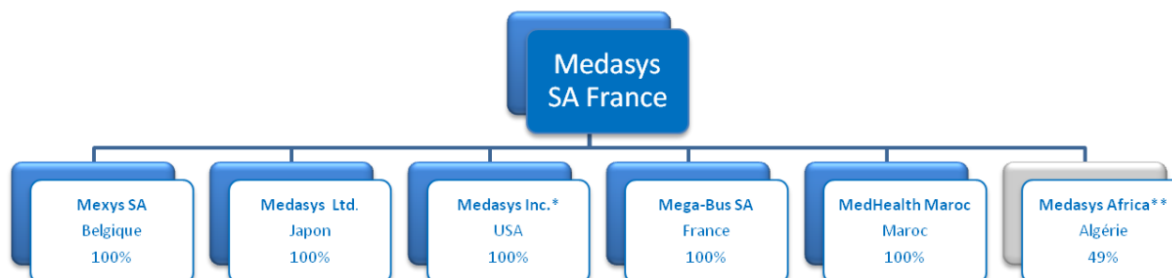 Medasys
SA France
Mexys SA
Belgique
100%
Medasys Ltd.
Japon
100%
Medasys Inc.*
USA
100%
Mega-Bus SA
France
100%
MedHealth Maroc
Maroc
100%
Medasys Africa**
Algérie
49%